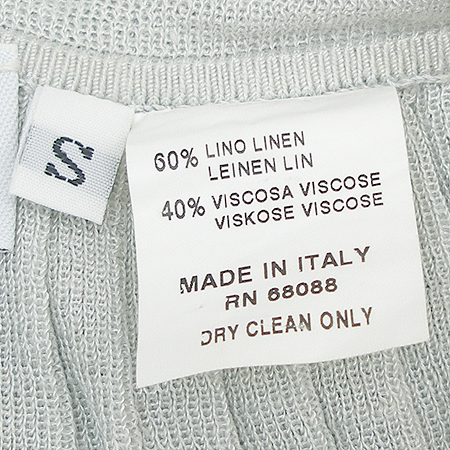 S
60% LINO LINEN
LEINEN LIN
40% VISCOSA VISCOSE
VISKOSE VISCOSE
MADE IN ITALY
RN 68088
DRY CLEAN ONLY